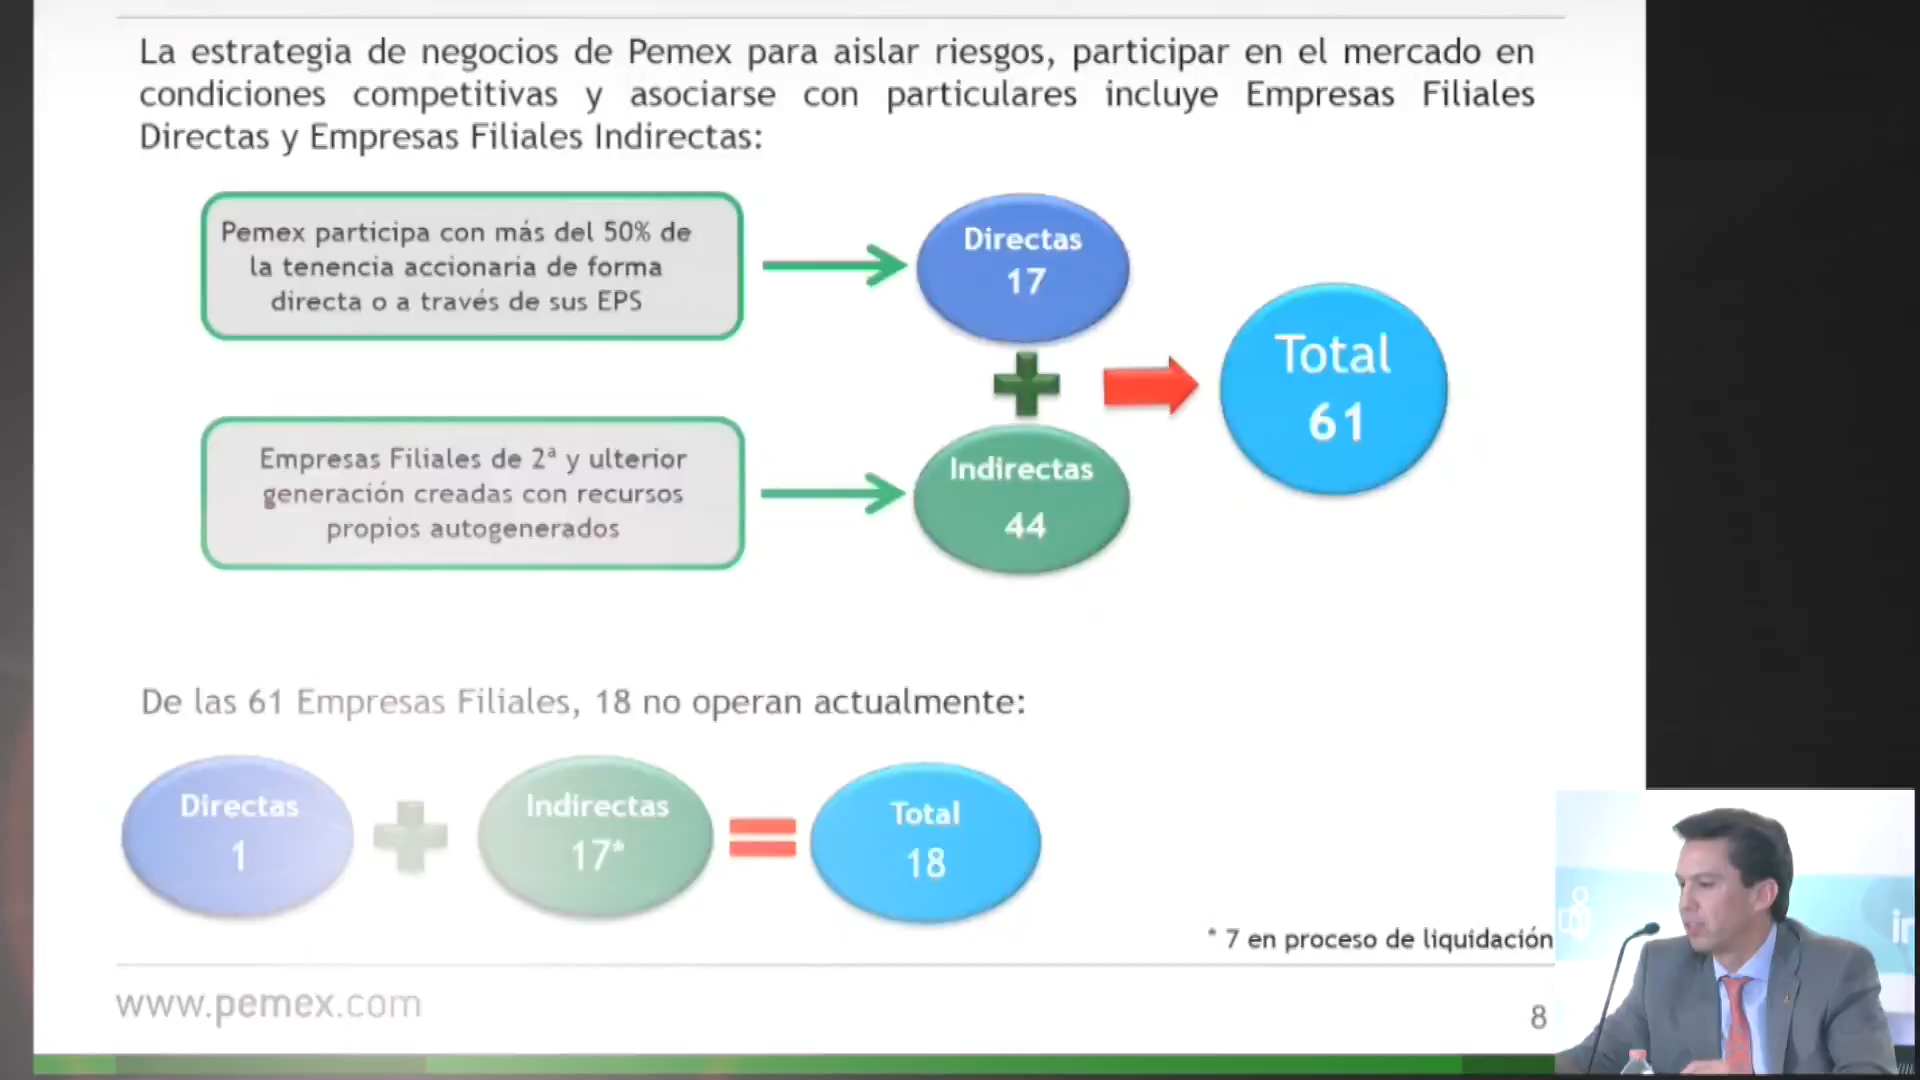 La estrategia de negocios de Pemex para aislar riesgos, participar en el mercado en
condiciones competitivas y asociarse con particulares incluye Empresas Filiales
Directas y Empresas Filiales Indirectas:
Pemex participa con más del 50% de
la tenencia accionaria de forma
directa o a través de sus EPS
Directas
17
Total
61
Empresas Filiales de 2ª y ulterior
generación creadas con recursos
propios autogenerados
Indirectas
44
De las 61 Empresas Filiales, 18 no operan actualmente:
Directas
1
Indirectas
17*
Total
18
* 7 en proceso de liquidación
www.pemex.com
8